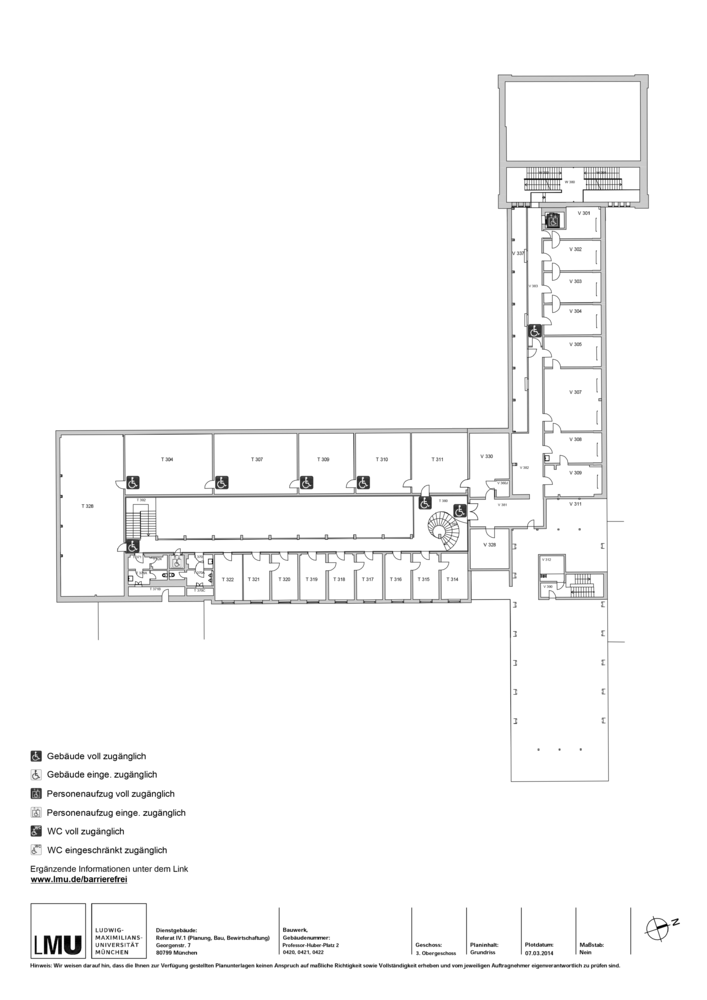 W 300
V 301
V 302
V 337
V 303
V 304
V 305
V 307
V 308
V 309
T 304
T 307
T 309
T 310
T 311
V 330
T 328
V 311
V 326
T 322
T 321
T 320
T 319
T 318
T 317
T 316
T 315
T 314
Gebäude voll zugänglich
Gebäude einge. zugänglich
Personenaufzug voll zugänglich
Personenaufzug einge. zugänglich
WC voll zugänglich
WC eingeschränkt zugänglich
Ergänzende Informationen unter dem Link
www.lmu.de/barrierefrei
LMU
LUDWIG-
MAXIMILIANS-
UNIVERSITÄT
MÜNCHEN
Dienstgebäude:
Referat IV.1 (Planung, Bau, Bewirtschaftung)
Georgenstr. 7
80799 München
Bauwerk,
Gebäudenummer:
Professor-Huber-Platz 2
0420, 0421, 0422
Geschoss:
3. Obergeschoss
Planinhalt:
Grundriss
Plotdatum:
07.03.2014
Maßstab:
Nein
N
Hinweis: Wir weisen darauf hin, dass die Ihnen zur Verfügung gestellten Planunterlagen keinen Anspruch auf maßliche Richtigkeit sowie Vollständigkeit erheben und vom jeweiligen Auftragnehmer eigenverantwortlich zu prüfen sind.